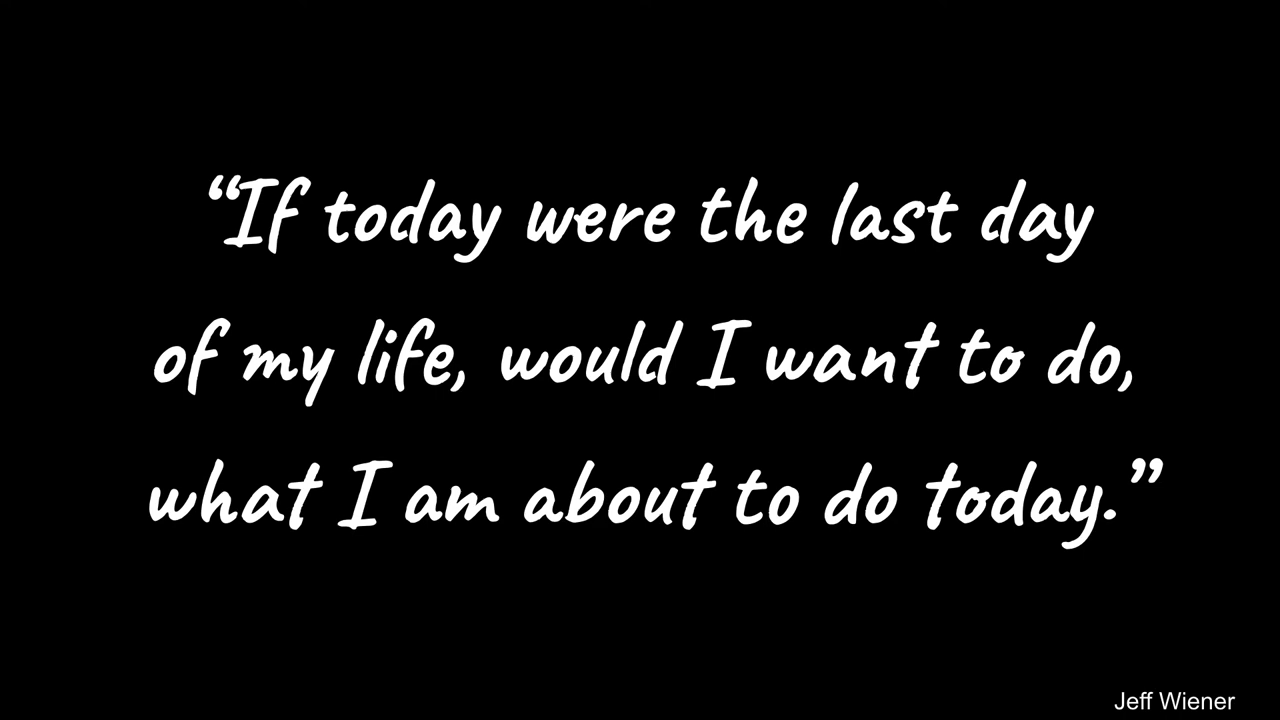 “If today were the last day
of my life, would I want to do,
what I am about to do today.”
Jeff Wiener